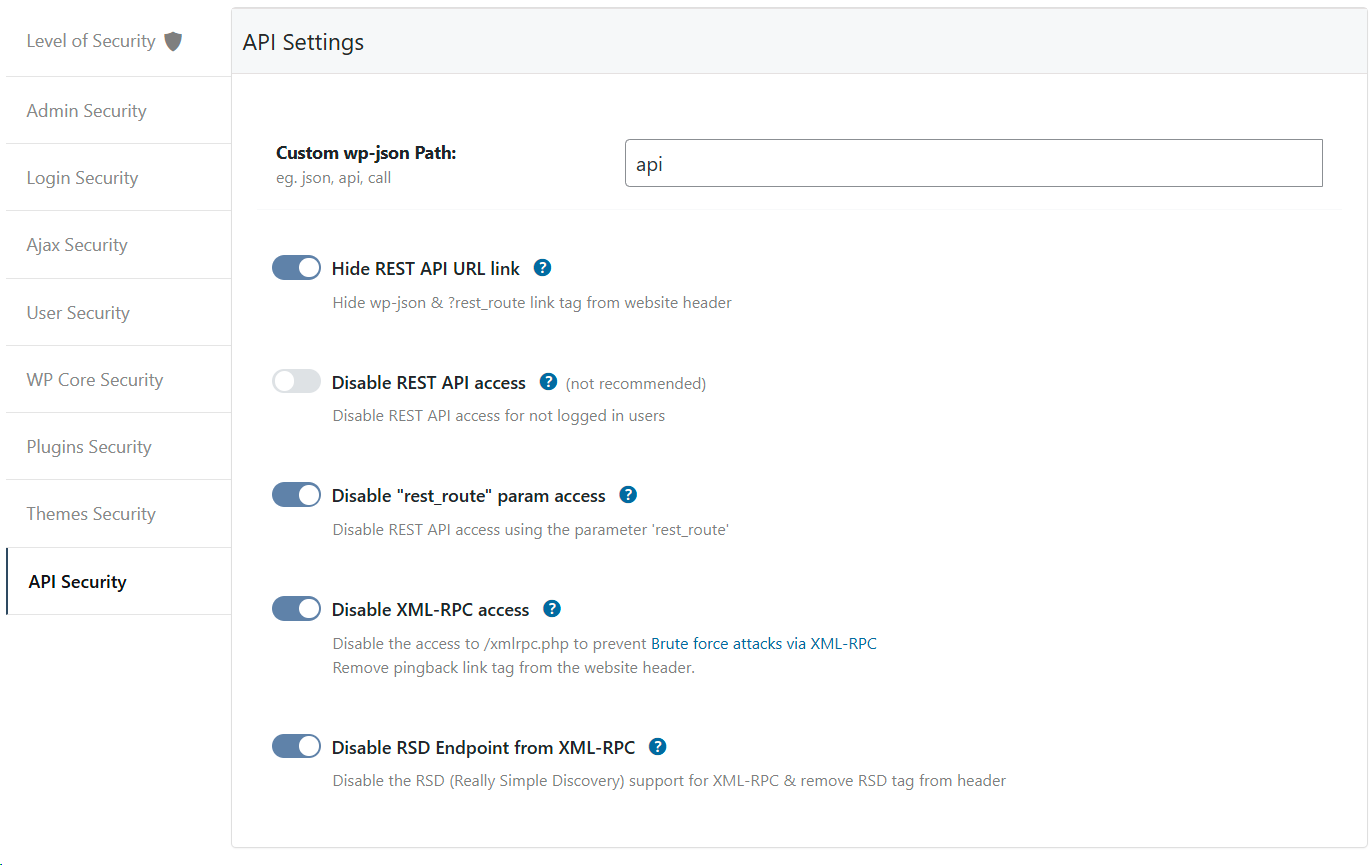 Level of Security
Admin Security
Login Security
Ajax Security
User Security
WP Core Security
Plugins Security
Themes Security
API Security
API Settings
Custom wp-json Path:
eg. json, api, call
api
Hide REST API URL link ?
Hide wp-json & ?rest_route link tag from website header
Disable REST API access ? (not recommended)
Disable REST API access for not logged in users
Disable "rest_route" param access ?
Disable REST API access using the parameter 'rest_route'
Disable XML-RPC access ?
Disable the access to /xmlrpc.php to prevent Brute force attacks via XML-RPC
Remove pingback link tag from the website header.
Disable RSD Endpoint from XML-RPC ?
Disable the RSD (Really Simple Discovery) support for XML-RPC & remove RSD tag from header